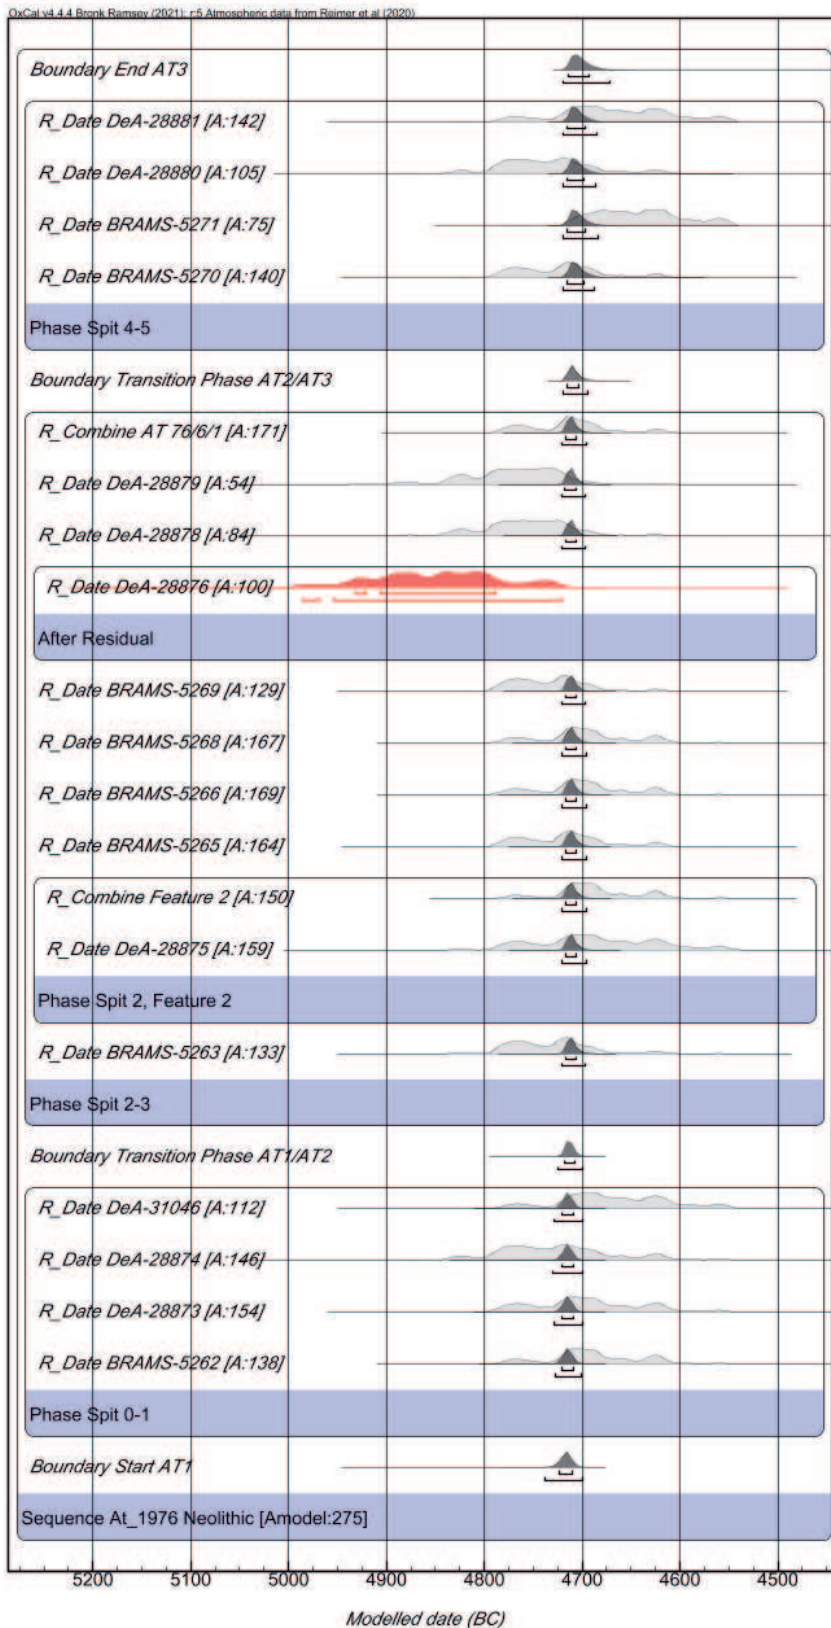 OxCal v4.4.4 Bronk Ramsey (2021); r:5 Atmospheric data from Reimer et al (2020)
Boundary End AT3
R_Date DeA-28881 [A:142]
R_Date DeA-28880 [A:105]
R_Date BRAMS-5271 [A:75]
R_Date BRAMS-5270 [A:140]
Phase Spit 4-5
Boundary Transition Phase AT2/AT3
R_Combine AT 76/6/1 [A:171]
R_Date DeA-28879 [A:54]
R_Date DeA-28878 [A:84]
R_Date DeA-28876 [A:100]
After Residual
R_Date BRAMS-5269 [A:129]
R_Date BRAMS-5268 [A:167]
R_Date BRAMS-5266 [A:169]
R_Date BRAMS-5265 [A:164]
R_Combine Feature 2 [A:150]
R_Date DeA-28875 [A:159]
Phase Spit 2, Feature 2
R_Date BRAMS-5263 [A:133]
Phase Spit 2-3
Boundary Transition Phase AT1/AT2
R_Date DeA-31046 [A:112]
R_Date DeA-28874 [A:146]
R_Date DeA-28873 [A:154]
R_Date BRAMS-5262 [A:138]
Phase Spit 0-1
Boundary Start AT1
Sequence At_1976 Neolithic [Amodel:275]
5200 5100 5000 4900 4800 4700 4600 4500
Modelled date (BC)